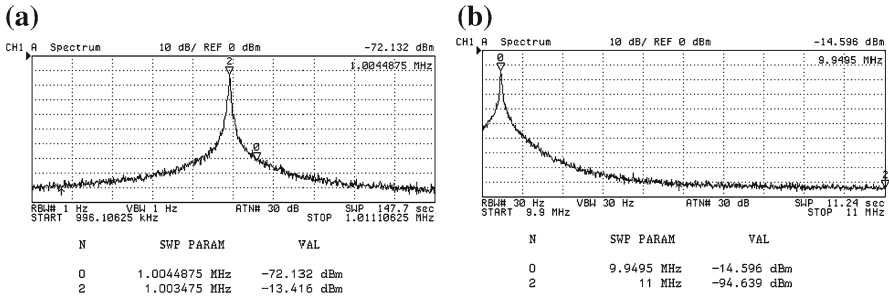 (a)
CH1 A Spectrum 10 dB/ REF 0 dBm -72.132 dBm
1.0044875 MHz
2
0
RBW# 1 Hz VBW 1 Hz ATN# 30 dB SWP 147.7 sec
START 996.10625 kHz STOP 1.01110625 MHz
N SWP PARAM VAL
0 1.0044875 MHz -72.132 dBm
2 1.003475 MHz -13.416 dBm
(b)
CH1 A Spectrum 10 dB/ REF 0 dBm -14.596 dBm
9.9495 MHz
0
2
RBW# 30 Hz VBW 30 Hz ATN# 30 dB SWP 11.24 sec
START 9.9 MHz STOP 11 MHz
N SWP PARAM VAL
0 9.9495 MHz -14.596 dBm
2 11 MHz -94.639 dBm